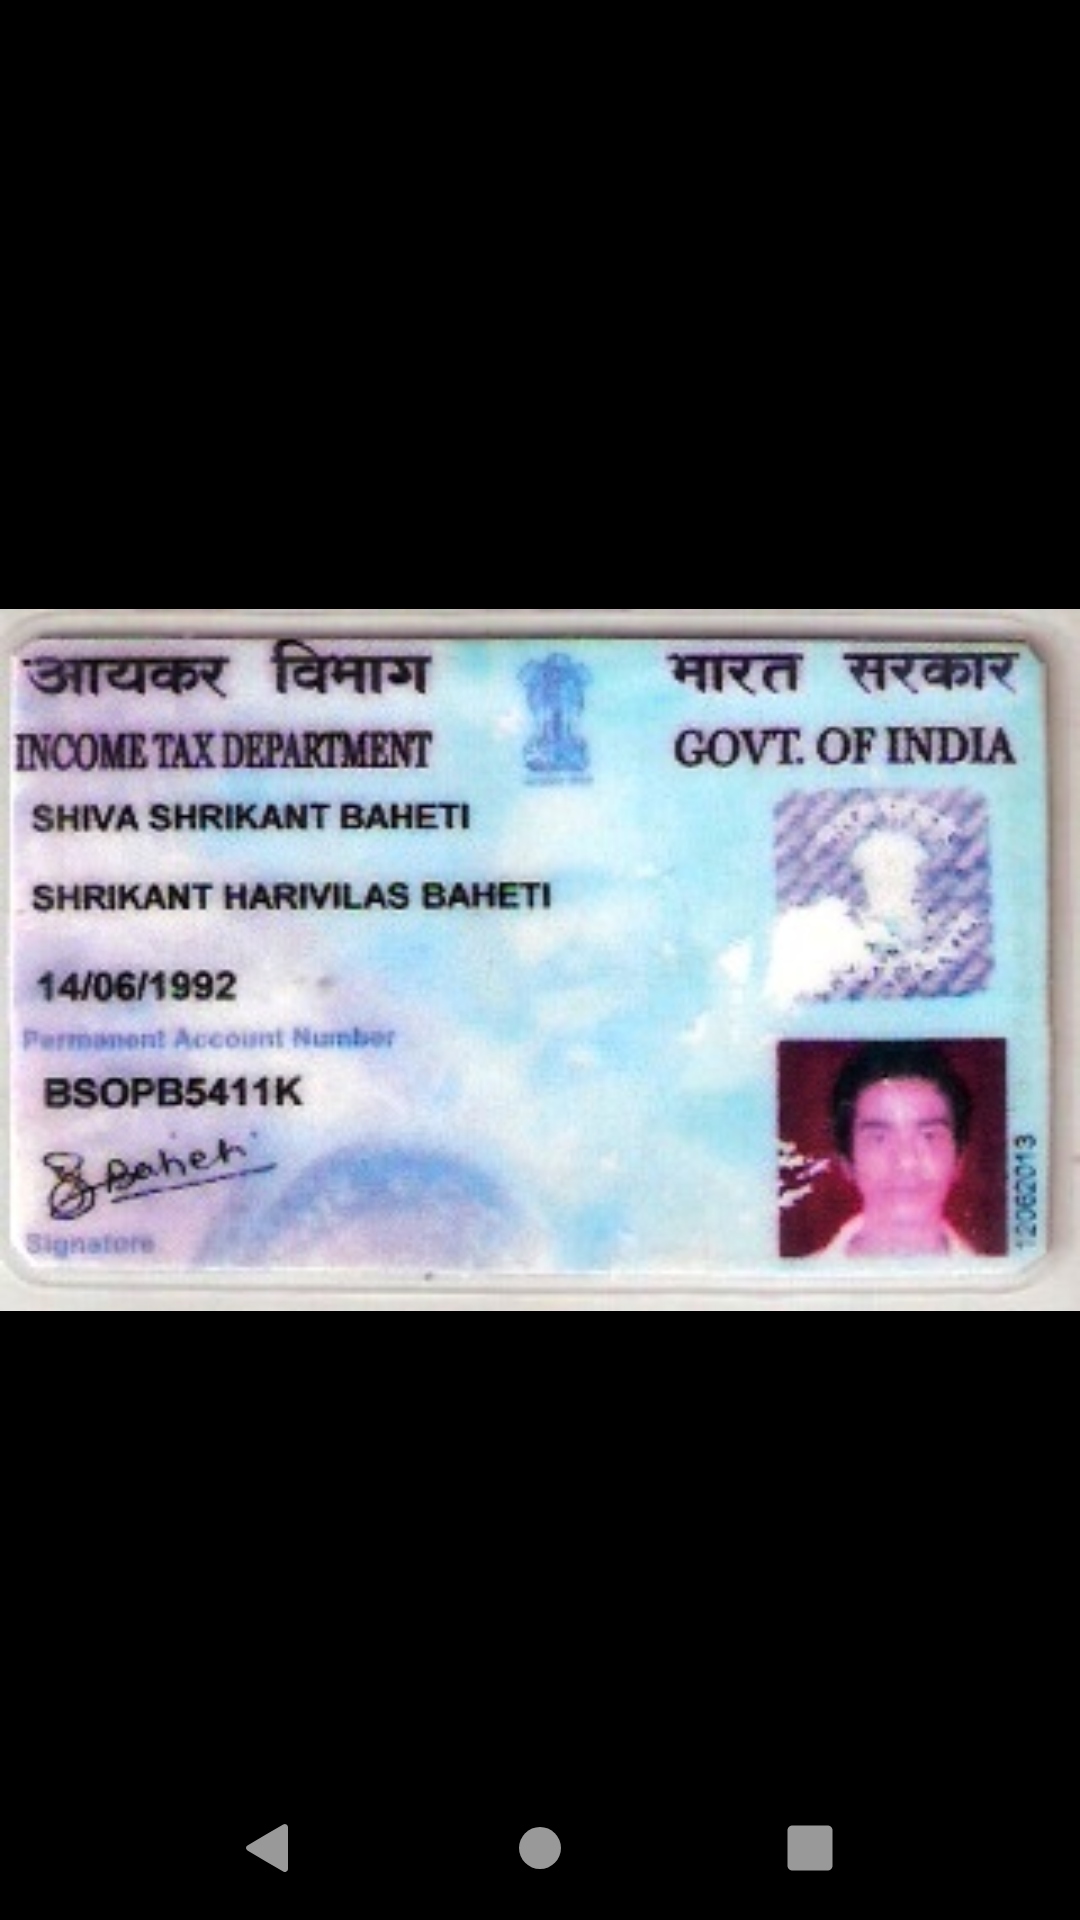 आयकर विभाग
भारत सरकार
INCOME TAX DEPARTMENT
GOVT. OF INDIA
SHIVA SHRIKANT BAHETI
SHRIKANT HARIVILAS BAHETI
14/06/1992
Permanent Account Number
BSOPB5411K
Baheti
Signature
12062013